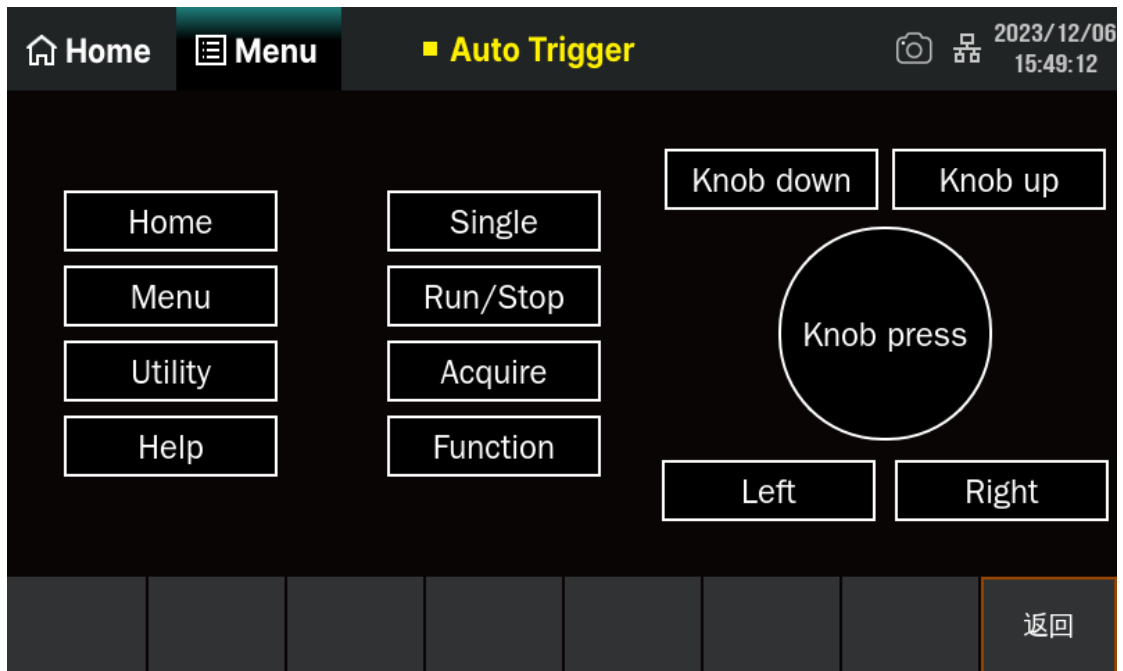 Home Menu Auto Trigger 2023/12/06
15:49:12
Knob down Knob up
Home Single
Menu Run/Stop
Knob press
Utility Acquire
Help Function
Left Right
返回